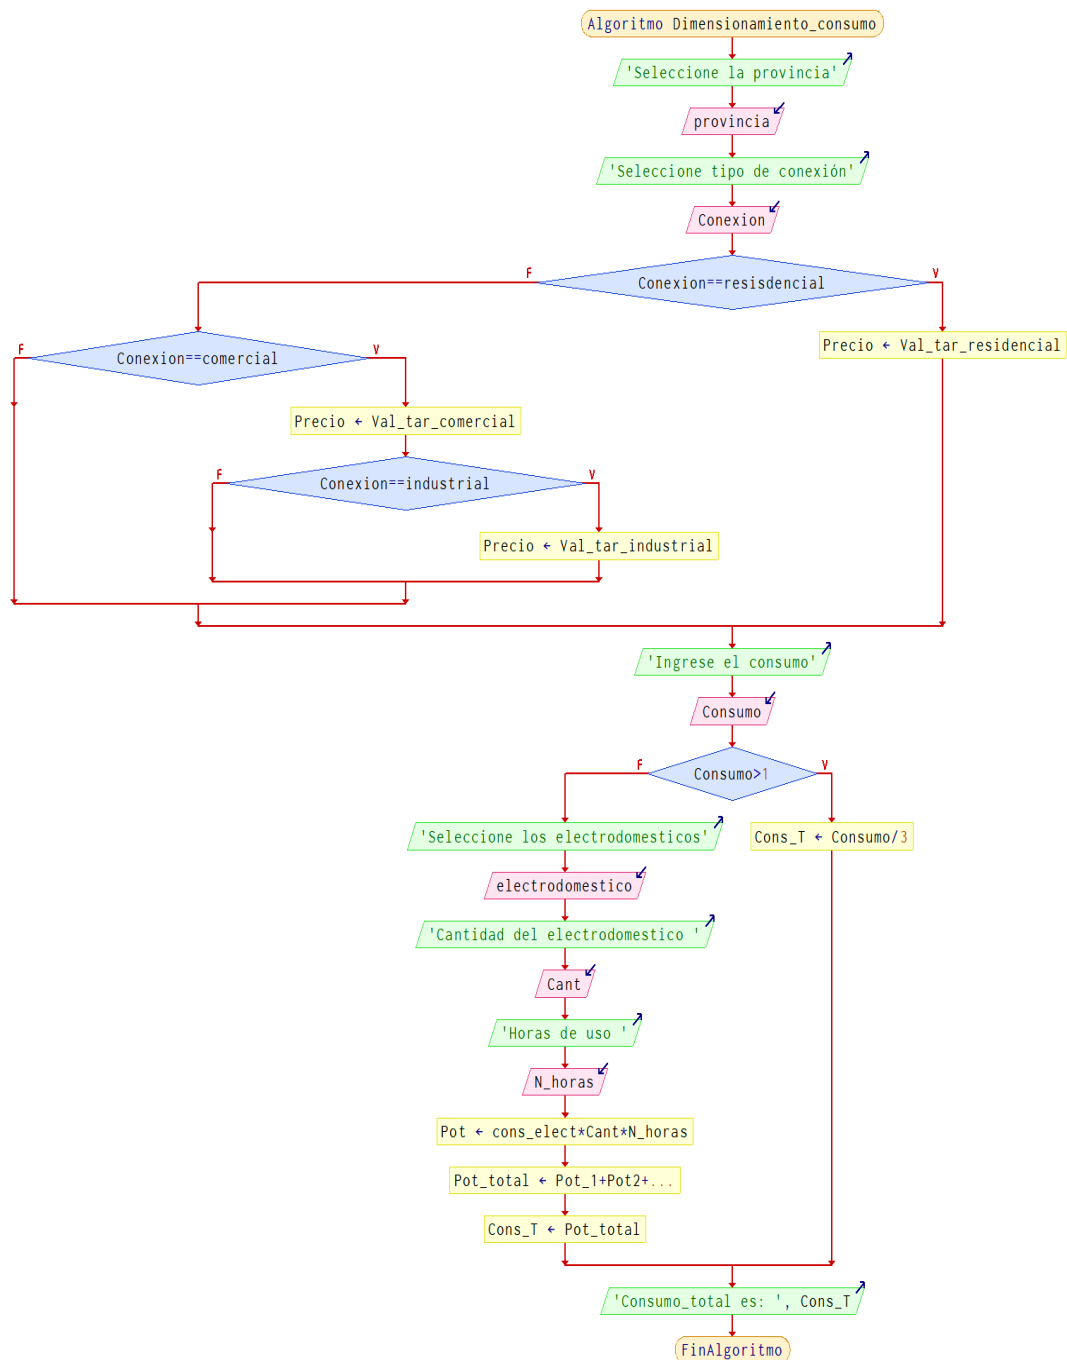 Algoritmo Dimensionamiento_consumo
'Seleccione la provincia'
provincia
'Seleccione tipo de conexión'
Conexion
F
V
Conexion==resisdencial
Precio ← Val_tar_residencial
F
V
Conexion==comercial
Precio ← Val_tar_comercial
F
V
Conexion==industrial
Precio ← Val_tar_industrial
'Ingrese el consumo'
Consumo
F
V
Consumo>1
'Seleccione los electrodomesticos'
Cons_T ← Consumo/3
electrodomestico
'Cantidad del electrodomestico '
Cant
'Horas de uso '
N_horas
Pot ← cons_elect*Cant*N_horas
Pot_total ← Pot_1+Pot2+...
Cons_T ← Pot_total
'Consumo_total es: ', Cons_T
FinAlgoritmo